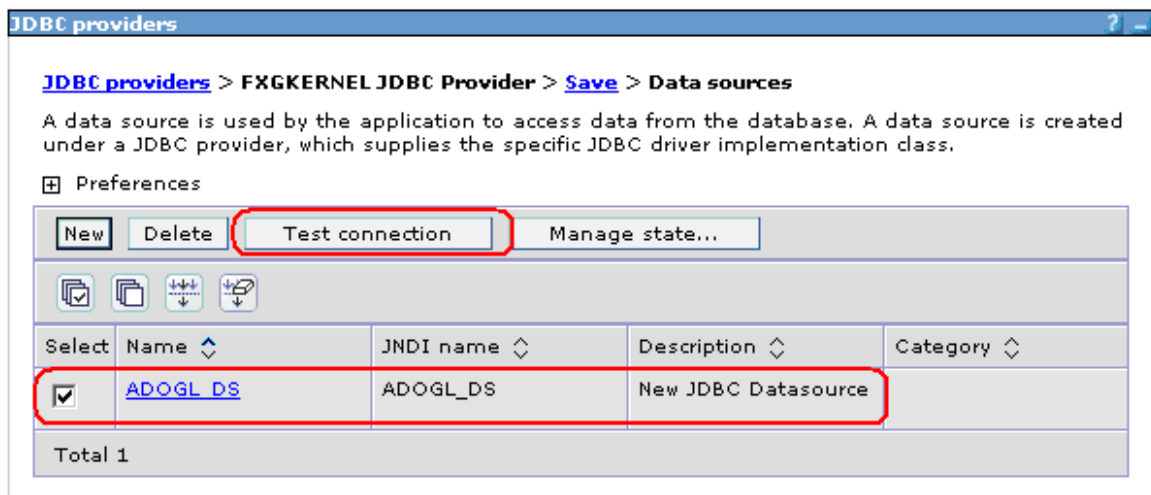 JDBC providers ? _
JDBC providers > FXGKERNEL JDBC Provider > Save > Data sources
A data source is used by the application to access data from the database. A data source is created
under a JDBC provider, which supplies the specific JDBC driver implementation class.
Preferences
New Delete Test connection Manage state...
Select Name JNDI name Description Category
ADOGL_DS ADOGL_DS New JDBC Datasource
Total 1